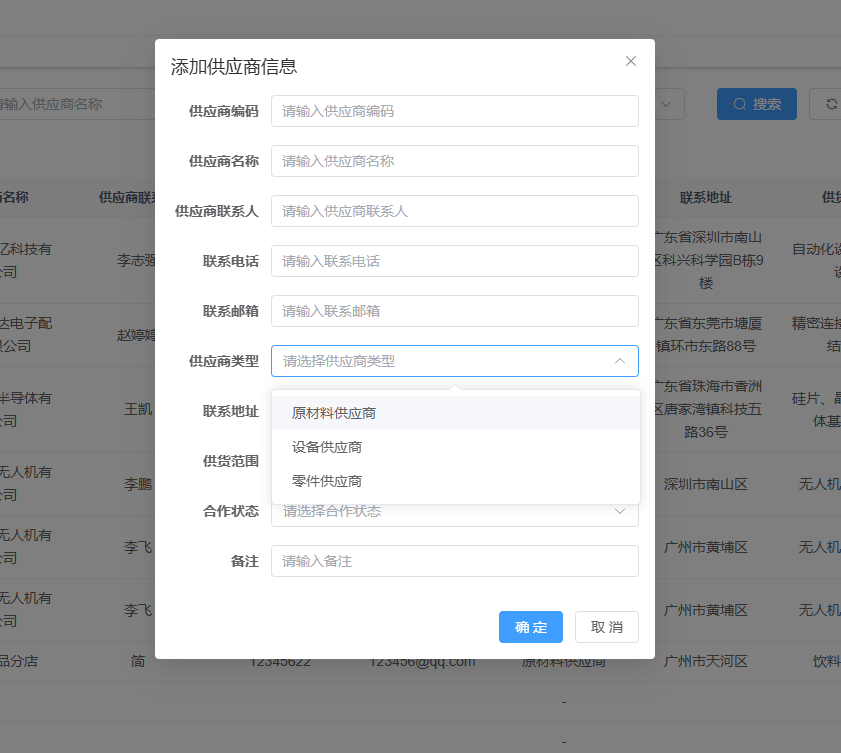 添加供应商信息
请输入供应商名称
搜索
供应商编码 请输入供应商编码
供应商名称 请输入供应商名称
供应商联系人 请输入供应商联系人
联系电话 请输入联系电话
联系邮箱 请输入联系邮箱
供应商类型 请选择供应商类型
联系地址 原材料供应商
设备供应商
供货范围
零件供应商
合作状态 请选择合作状态
备注 请输入备注
确 定 取 消
名称 供应商联系 联系地址 供货
亿科技有
公司
李志强
广东省深圳市南山
区科兴科学园B栋9
楼
自动化设
达电子配
公司
赵婷婷
广东省东莞市塘厦
镇环市东路88号
精密连接
结
半导体有
公司
王凯
广东省珠海市香洲
区唐家湾镇科技五
路36号
硅片、晶
体基
无人机有
公司
李鹏 深圳市南山区 无人机
无人机有
公司
李飞 广州市黄埔区 无人机
无人机有
公司
李飞 广州市黄埔区 无人机
品分店 简 12345622 123456@qq.com 原材料供应商 广州市天河区 饮料
-
-